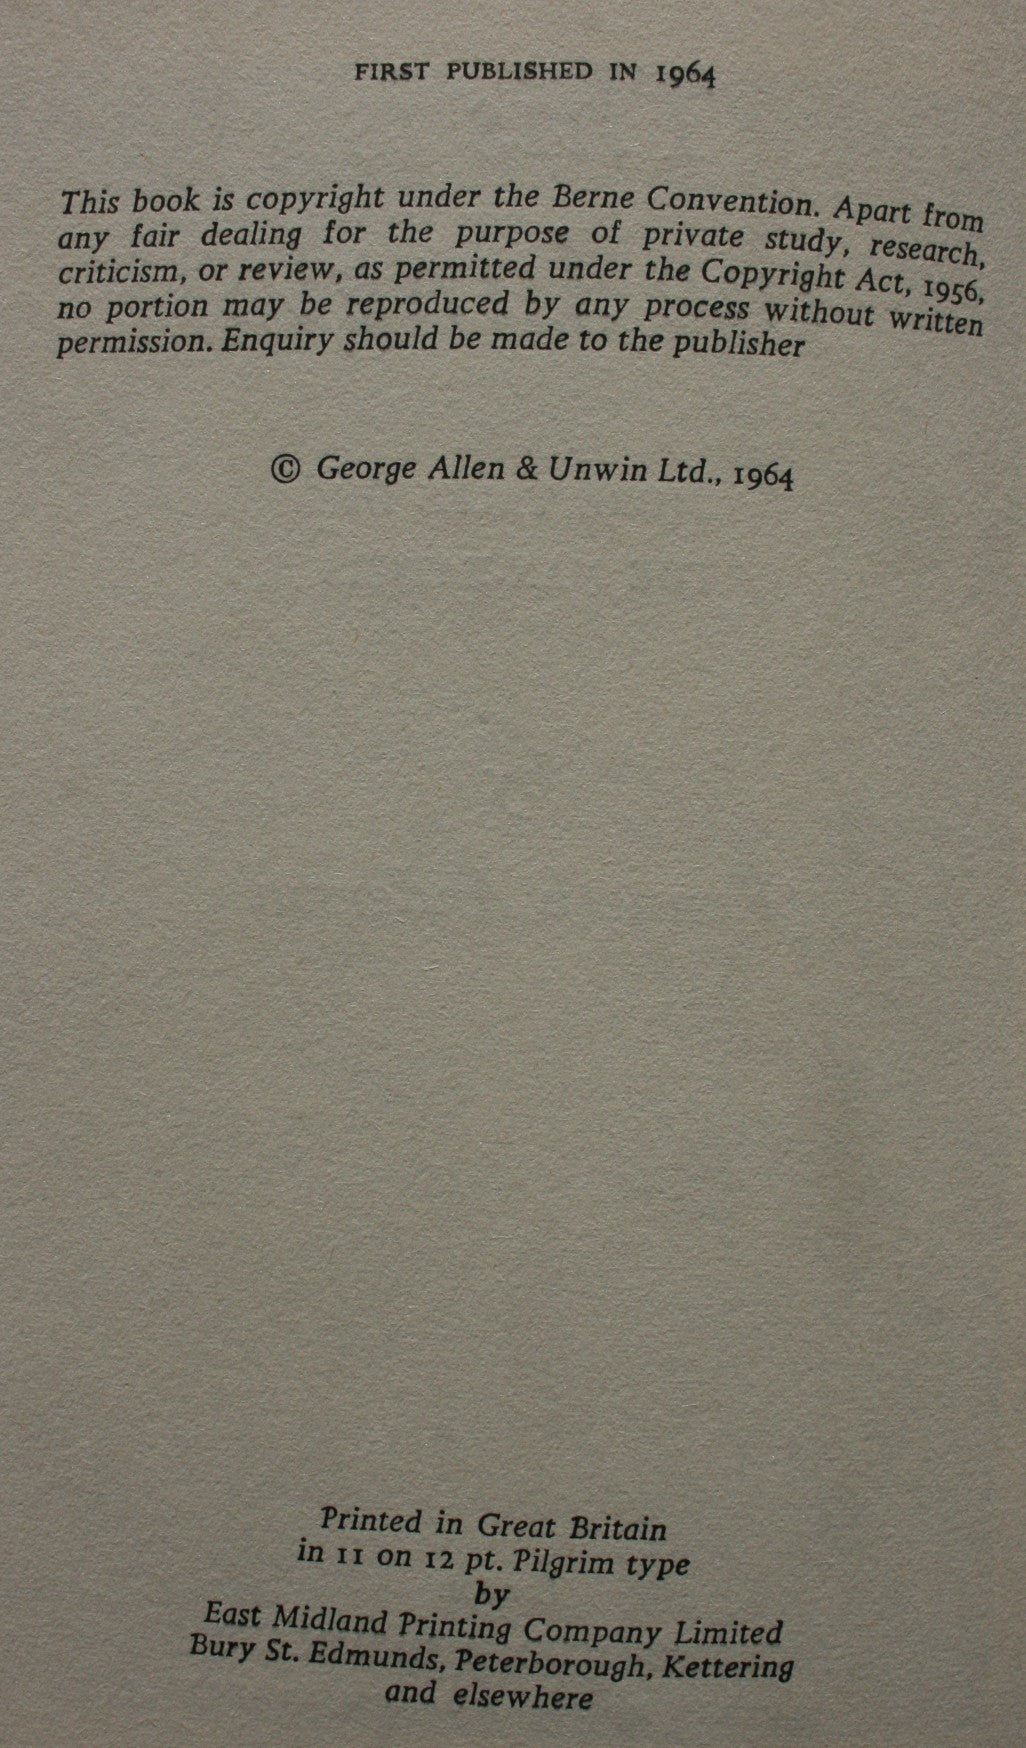 FIRST PUBLISHED IN 1964
This book is copyright under the Berne Convention. Apart from
any fair dealing for the purpose of private study, research,
criticism, or review, as permitted under the Copyright Act, 1956,
no portion may be reproduced by any process without written
permission. Enquiry should be made to the publisher
© George Allen & Unwin Ltd., 1964
Printed in Great Britain
in 11 on 12 pt. Pilgrim type
by
East Midland Printing Company Limited
Bury St. Edmunds, Peterborough, Kettering
and elsewhere